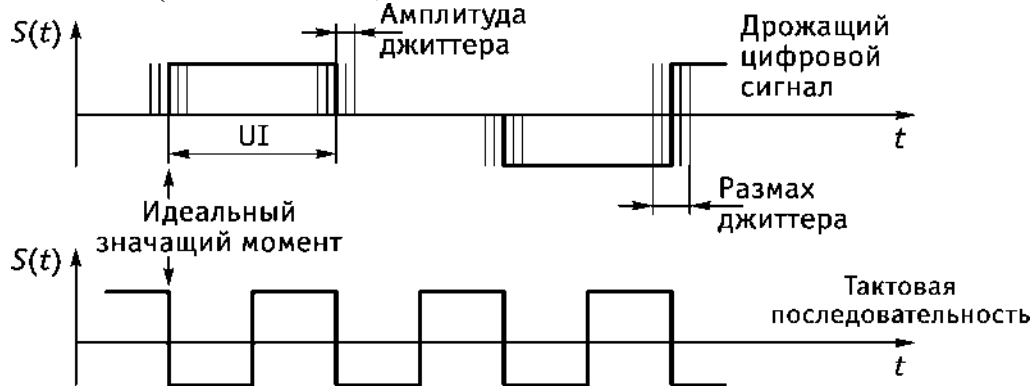 S(t)
Амплитуда
джиттера
Дрожащий
цифровой
сигнал
UI
t
Размах
джиттера
Идеальный
значащий момент
S(t)
Тактовая
последовательность
t